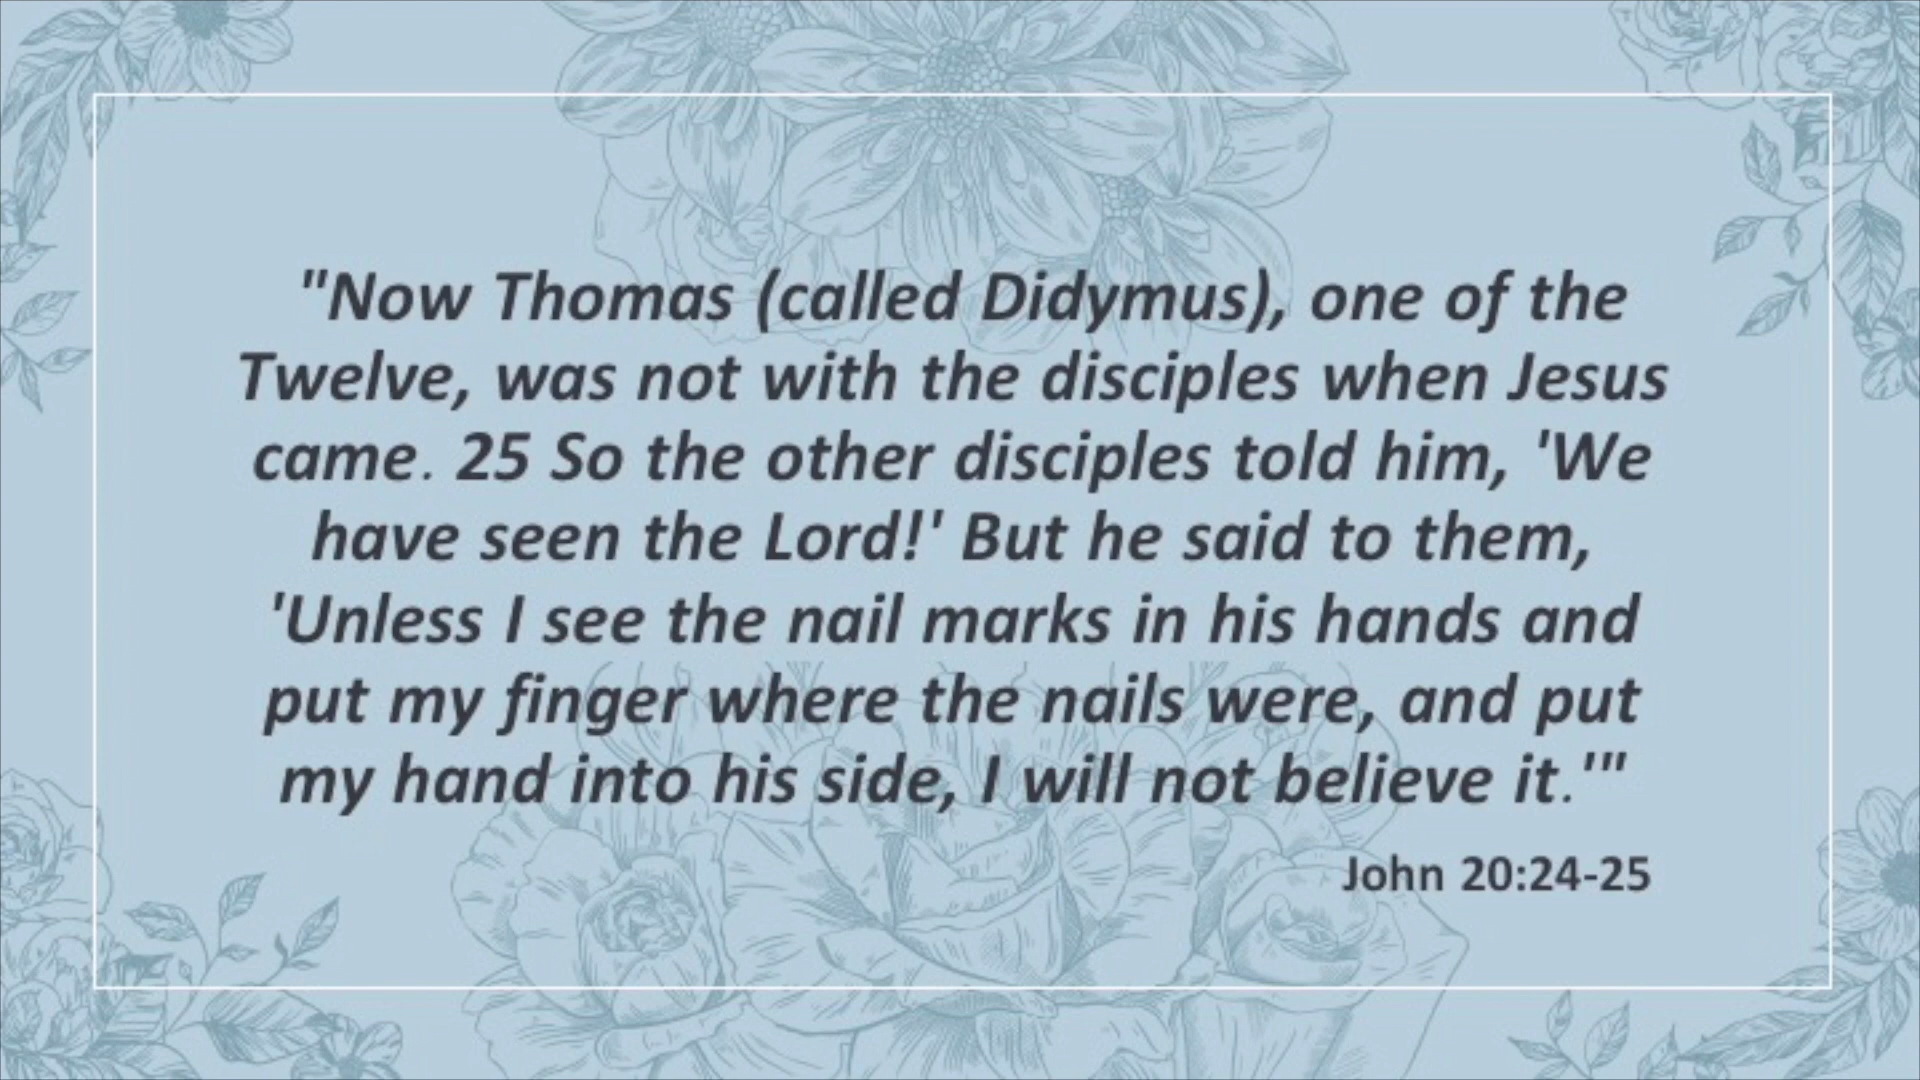 "Now Thomas (called Didymus), one of the
Twelve, was not with the disciples when Jesus
came. 25 So the other disciples told him, 'We
have seen the Lord!' But he said to them,
'Unless I see the nail marks in his hands and
put my finger where the nails were, and put
my hand into his side, I will not believe it.'"
John 20:24-25